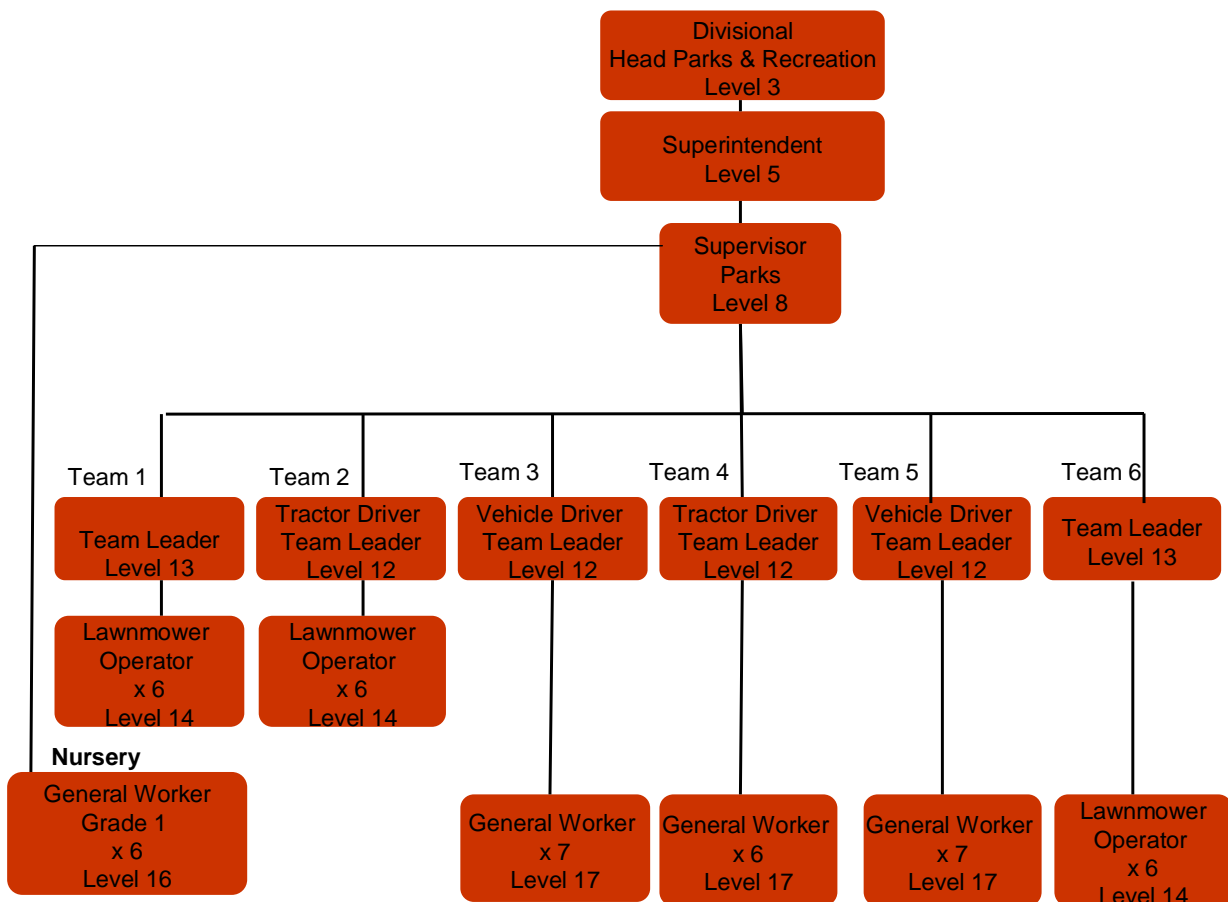 Divisional
Head Parks & Recreation
Level 3
Superintendent
Level 5
Supervisor
Parks
Level 8
Team 1
Team 2
Team 3
Team 4
Team 5
Team 6
Team Leader
Level 13
Tractor Driver
Team Leader
Level 12
Vehicle Driver
Team Leader
Level 12
Tractor Driver
Team Leader
Level 12
Vehicle Driver
Team Leader
Level 12
Team Leader
Level 13
Lawnmower
Operator
x 6
Level 14
Lawnmower
Operator
x 6
Level 14
Nursery
General Worker
Grade 1
x 6
Level 16
General Worker
x 7
Level 17
General Worker
x 6
Level 17
General Worker
x 7
Level 17
Lawnmower
Operator
x 6
Level 14